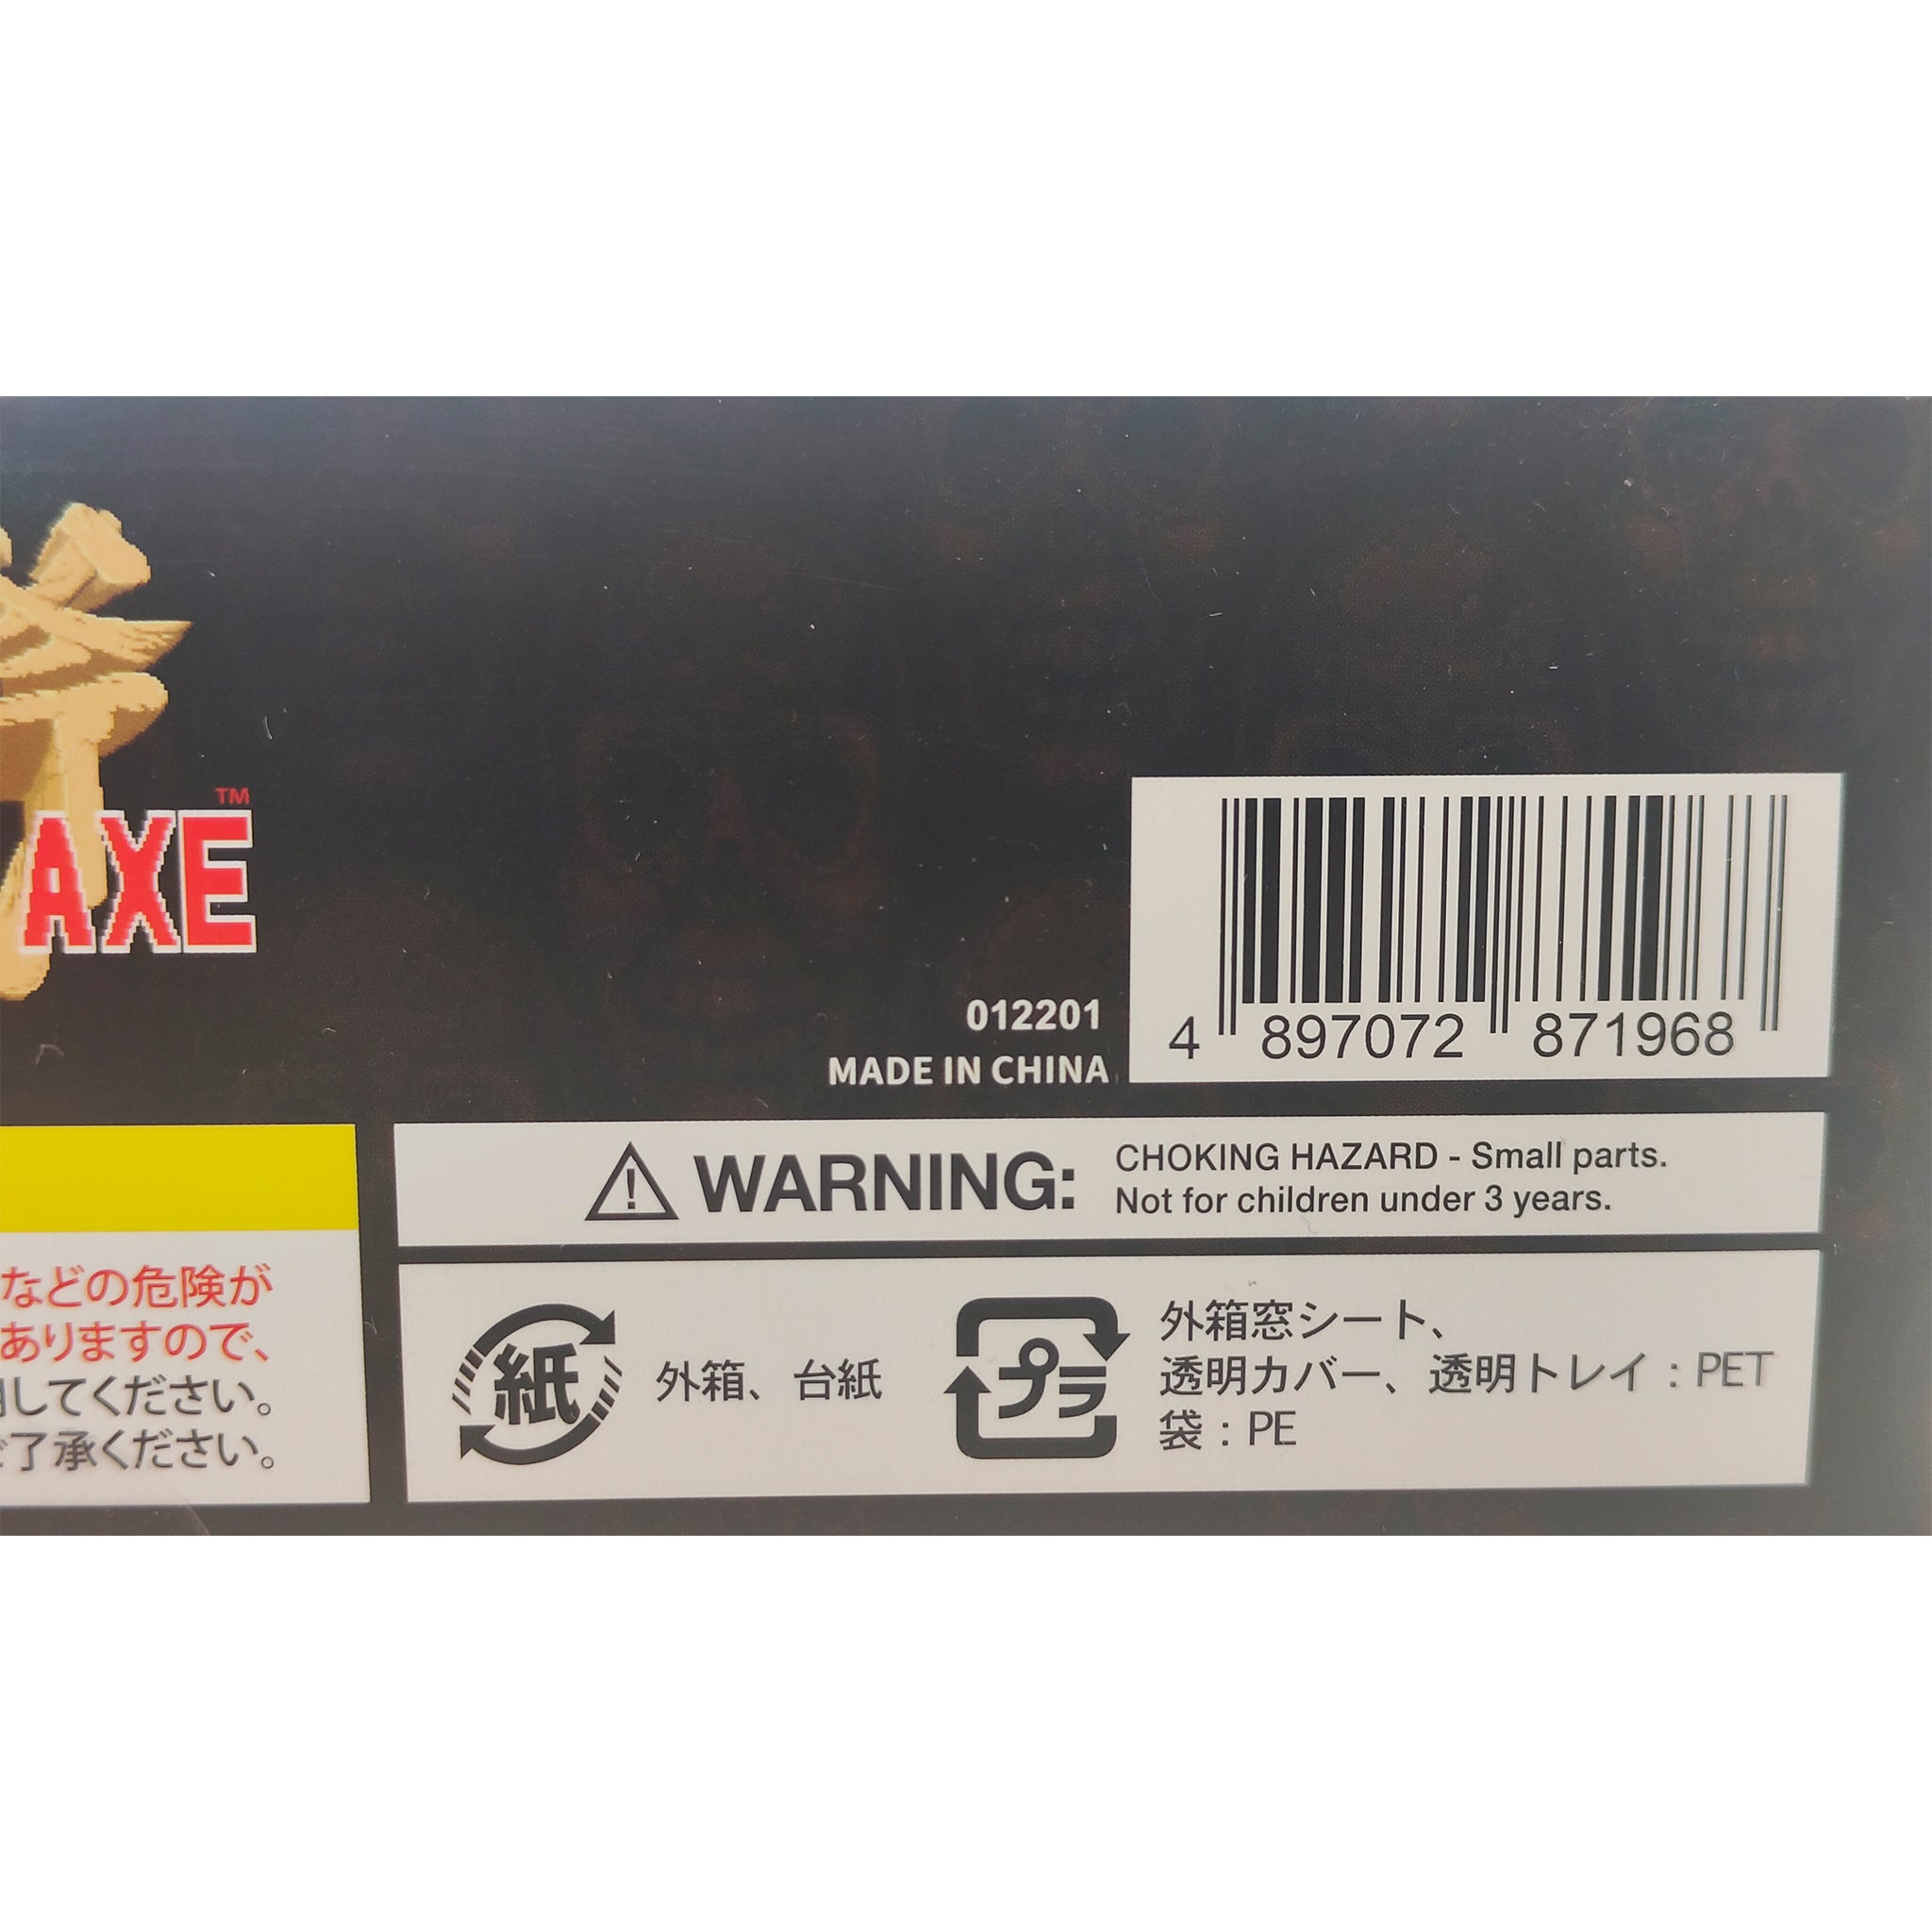 AXE™
012201
MADE IN CHINA
4 897072 871968
WARNING:
CHOKING HAZARD - Small parts.
Not for children under 3 years.
などの危険が
ありますので、
してください。
ご了承ください。
紙
外箱、台紙
プラ
外箱窓シート、
透明カバー、透明トレイ：PET
袋：PE